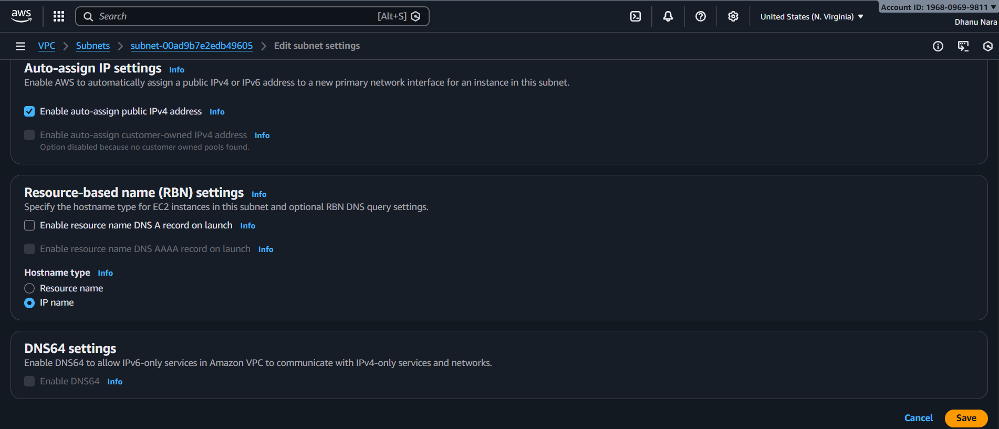 aws
Search
[Alt+S]
United States (N. Virginia)
Account ID: 1968-0969-9811
Dhanu Nara
VPC
Subnets
subnet-00ad9b7e2edb49605
Edit subnet settings
Auto-assign IP settings Info
Enable AWS to automatically assign a public IPv4 or IPv6 address to a new primary network interface for an instance in this subnet.
Enable auto-assign public IPv4 address Info
Enable auto-assign customer-owned IPv4 address Info
Option disabled because no customer owned pools found.
Resource-based name (RBN) settings Info
Specify the hostname type for EC2 instances in this subnet and optional RBN DNS query settings.
Enable resource name DNS A record on launch Info
Enable resource name DNS AAAA record on launch Info
Hostname type Info
Resource name
IP name
DNS64 settings
Enable DNS64 to allow IPv6-only services in Amazon VPC to communicate with IPv4-only services and networks.
Enable DNS64 Info
Cancel
Save